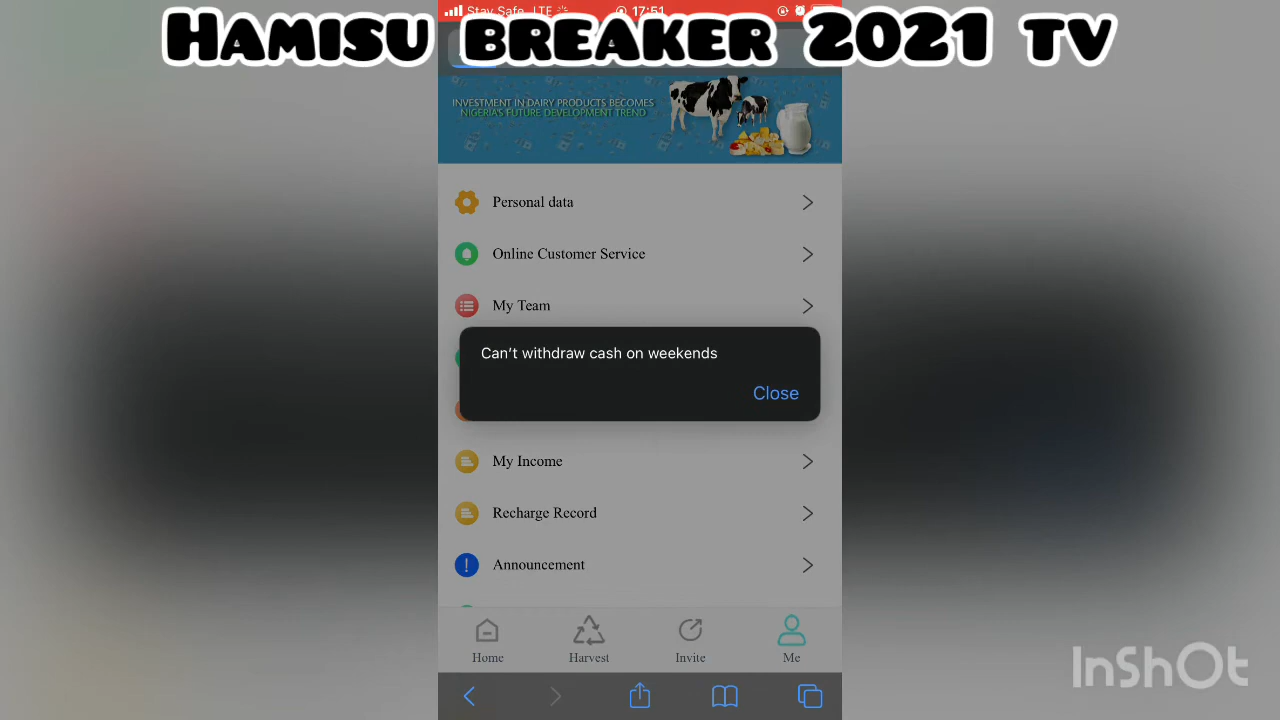 Hamisu breaker 2021 tv
Stay Safe LTE 17:51
INVESTMENT IN DAIRY PRODUCTS BECOMES
NIGERIA'S FUTURE DEVELOPMENT TREND
Personal data
Online Customer Service
My Team
Can't withdraw cash on weekends
Close
My Income
Recharge Record
Announcement
Home Harvest Invite Me
InShOt